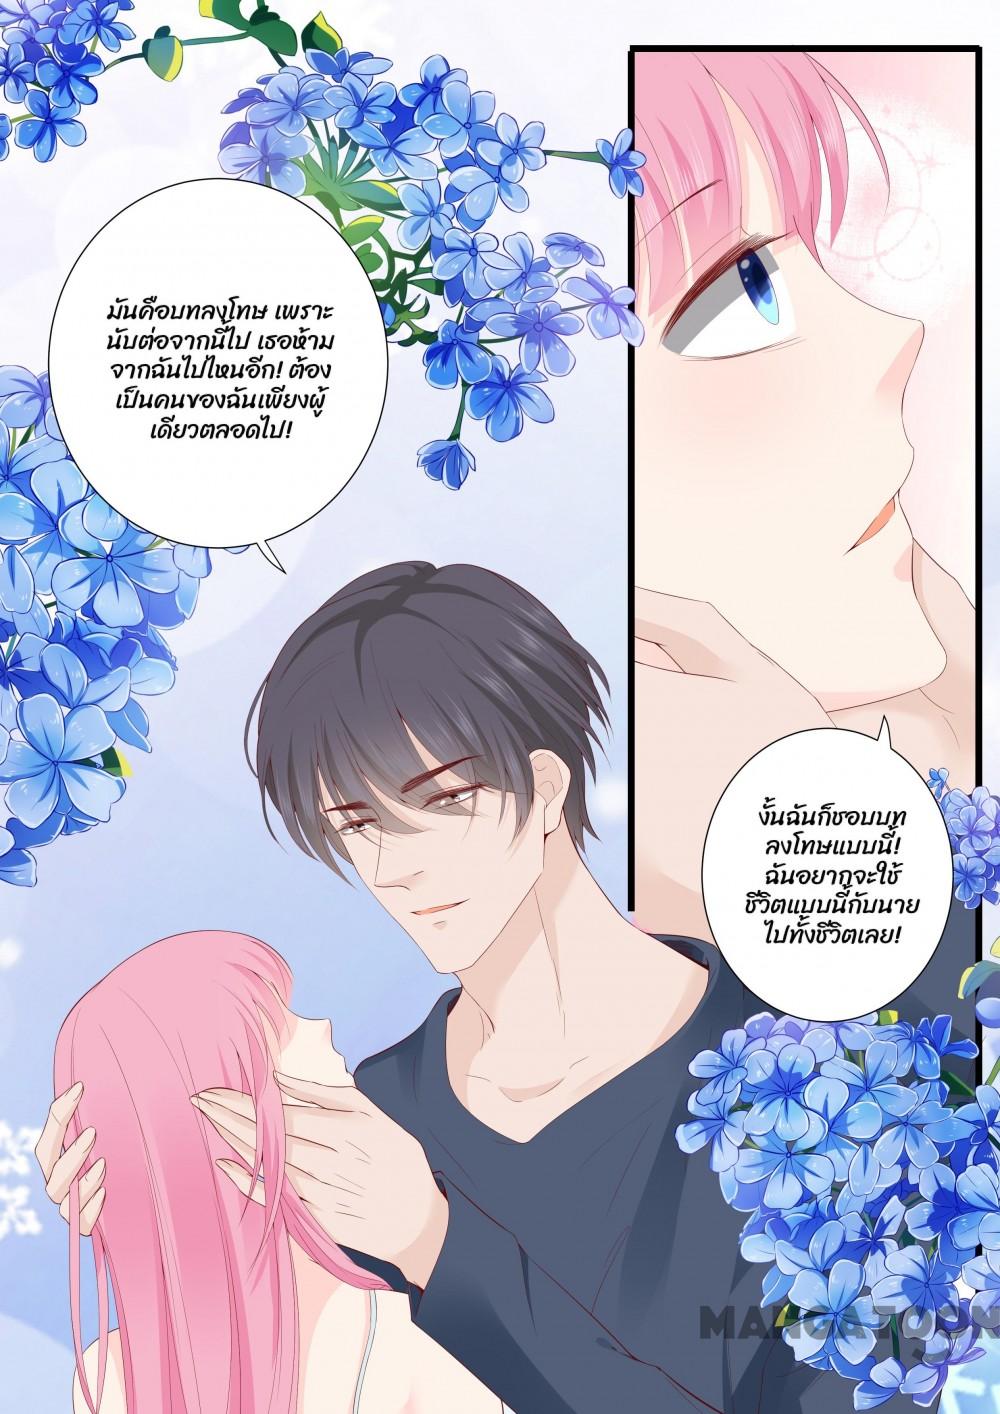 มันคือบทลงโทษ เพราะ
นับต่อจากนี้ไป เธอห้าม
จากฉันไปไหนอีก! ต้อง
เป็นคนของฉันเพียงผู้
เดียวตลอดไป!
งั้นฉันก็ชอบบท
ลงโทษแบบนี้!
ฉันอยากจะใช้
ชีวิตแบบนี้กับนาย
ไปทั้งชีวิตเลย!
MANGATOON